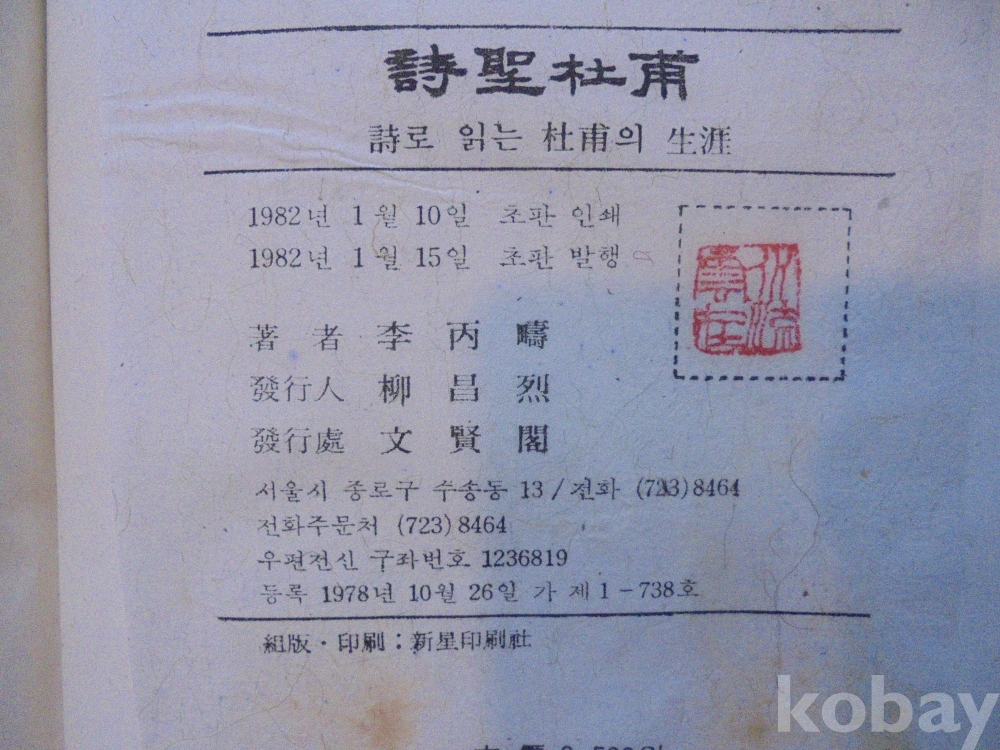 詩聖杜甫
詩로 읽는 杜甫의 生涯
1982년 1월 10일 초판 인쇄
1982년 1월 15일 초판 발행
著者 李丙疇
發行人 柳昌烈
發行處 文賢閣
서울시 종로구 수송동 13 / 전화 (723) 8464
전화주문처 (723) 8464
우편전신 구좌번호 1236819
등록 1978년 10월 26일 가 제1-738호
組版·印刷 : 新星印刷社
kobay